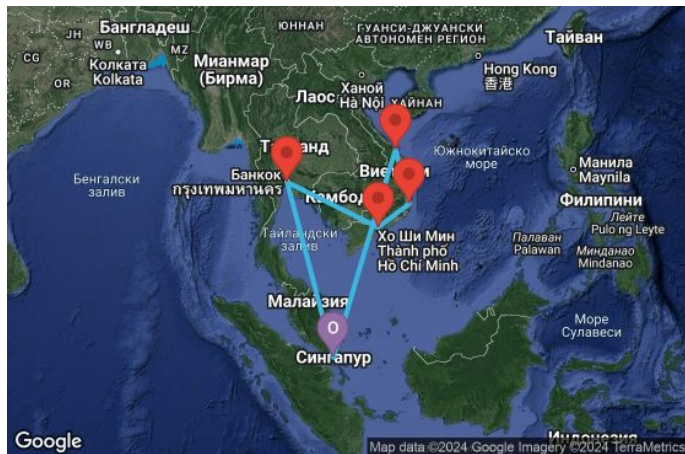 Бангладеш
ЮННАН
ГУАНСИ-ДЖУАНСКИ
АВТОНОМЕН РЕГИОН
Тайван
JH
WB
MZ
CG
OR
Колката
Kolkata
Мианмар
(Бирма)
Лаос
Ханой
Hà Nội
ХАЙНАН
Hong Kong
香港
Бенгалски
залив
Банкок
กรุงเทพมหานคร
Южнокитайско
море
Манила
Maynila
Филипини
Лейте
Pulo ng Leyte
Палаван
Palawan
Минданао
Mindanao
Тайландски
залив
Хо Ши Мин
Thành phố
Hồ Chí Minh
Малайзия
O
Сингапур
Море
Сулавеси
Индонезия
Google
Map data ©2024 Google Imagery ©2024 TerraMetrics